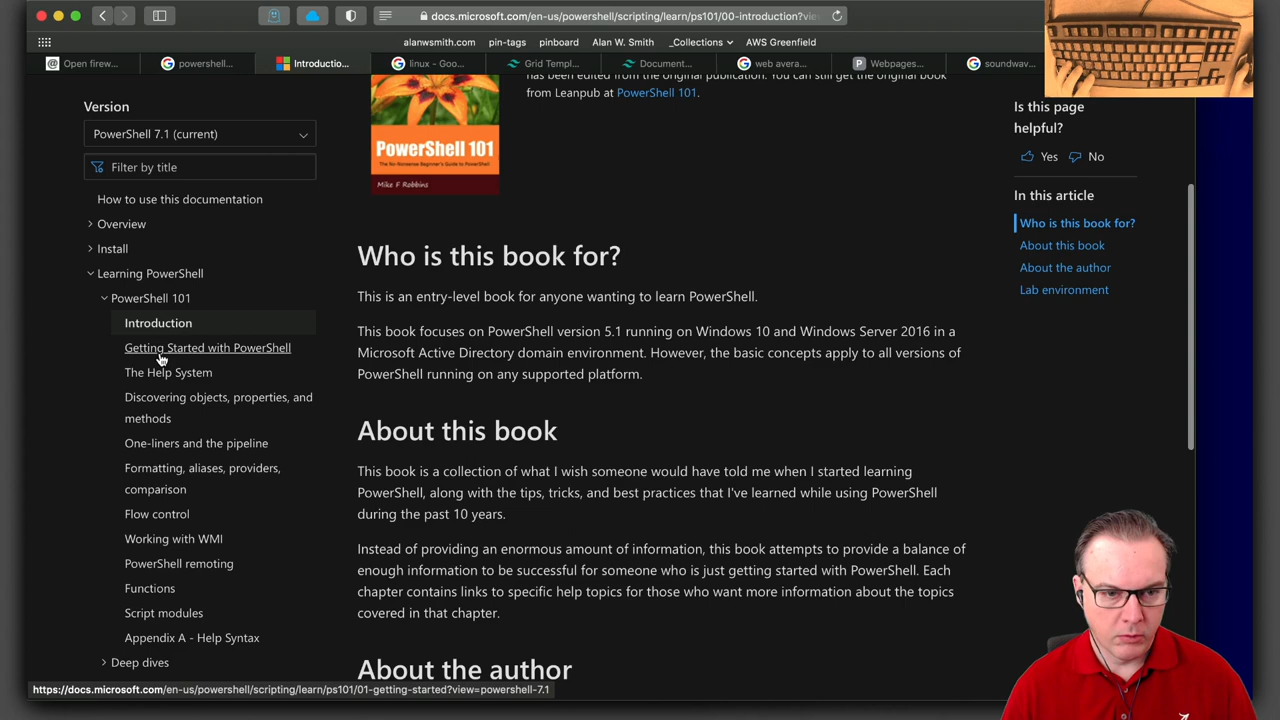 docs.microsoft.com/en-us/powershell/scripting/learn/ps101/00-introduction?vie
alanwsmith.com pin-tags pinboard Alan W. Smith _Collections AWS Greenfield
Open firew... powershell... Introductio... linux - Goo... Grid Templ... Document... web avera... Webpages... soundwav...
Version
PowerShell 7.1 (current)
Filter by title
How to use this documentation
Overview
Install
Learning PowerShell
PowerShell 101
Introduction
Getting Started with PowerShell
The Help System
Discovering objects, properties, and
methods
One-liners and the pipeline
Formatting, aliases, providers,
comparison
Flow control
Working with WMI
PowerShell remoting
Functions
Script modules
Appendix A - Help Syntax
Deep dives
https://docs.microsoft.com/en-us/powershell/scripting/learn/ps101/01-getting-started?view=powershell-7.1
PowerShell 101
The No-Nonsense Beginner's Guide to PowerShell
Mike F Robbins
has been edited from the original publication. You can still get the original book
from Leanpub at PowerShell 101.
Who is this book for?
This is an entry-level book for anyone wanting to learn PowerShell.
This book focuses on PowerShell version 5.1 running on Windows 10 and Windows Server 2016 in a
Microsoft Active Directory domain environment. However, the basic concepts apply to all versions of
PowerShell running on any supported platform.
About this book
This book is a collection of what I wish someone would have told me when I started learning
PowerShell, along with the tips, tricks, and best practices that I've learned while using PowerShell
during the past 10 years.
Instead of providing an enormous amount of information, this book attempts to provide a balance of
enough information to be successful for someone who is just getting started with PowerShell. Each
chapter contains links to specific help topics for those who want more information about the topics
covered in that chapter.
About the author
Is this page
helpful?
Yes No
In this article
Who is this book for?
About this book
About the author
Lab environment